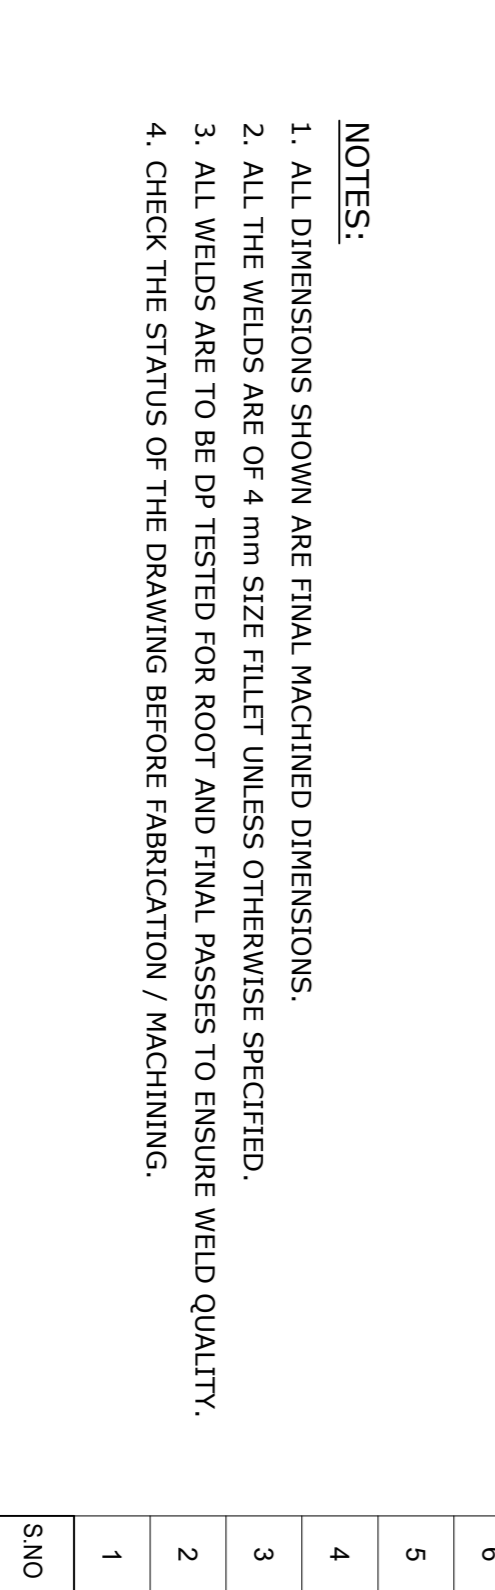 NOTES:
1. ALL DIMENSIONS SHOWN ARE FINAL MACHINED DIMENSIONS.
2. ALL THE WELDS ARE OF 4 mm SIZE FILLET UNLESS OTHERWISE SPECIFIED.
3. ALL WELDS ARE TO BE DP TESTED FOR ROOT AND FINAL PASSES TO ENSURE WELD QUALITY.
4. CHECK THE STATUS OF THE DRAWING BEFORE FABRICATION / MACHINING.
6
5
4
3
2
1
S.NO